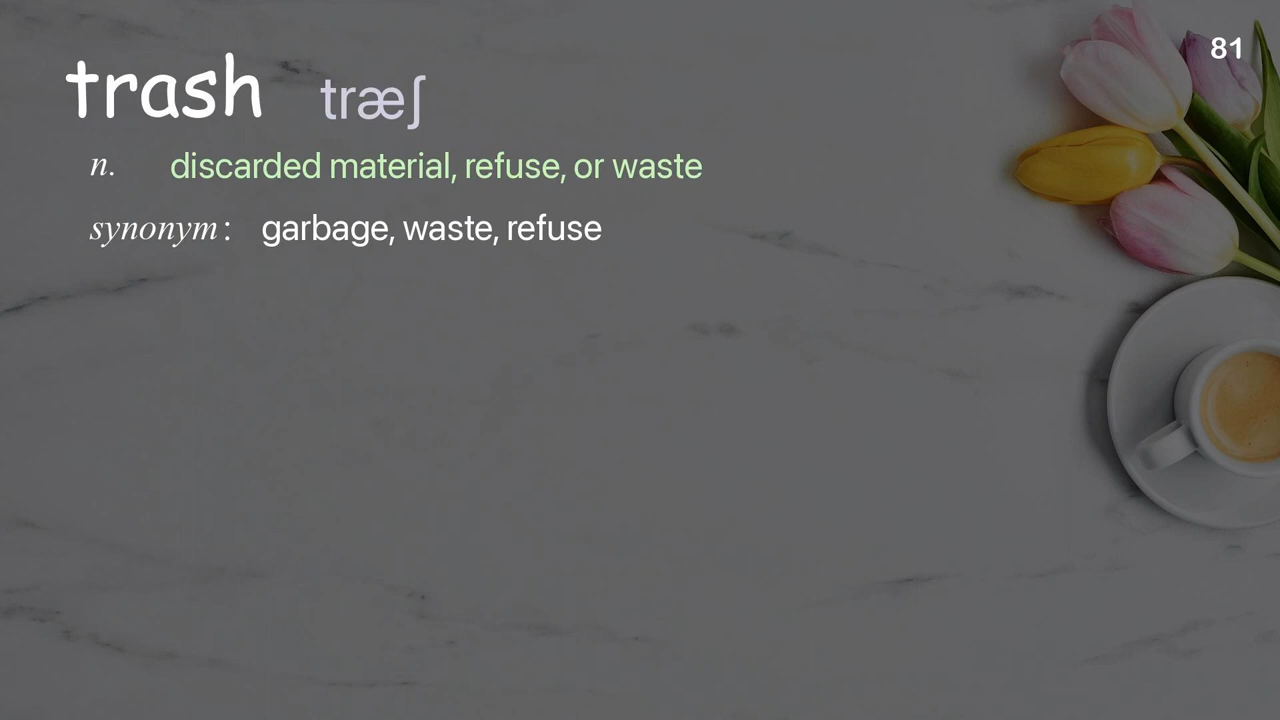 81
trash træʃ
n. discarded material, refuse, or waste
synonym: garbage, waste, refuse